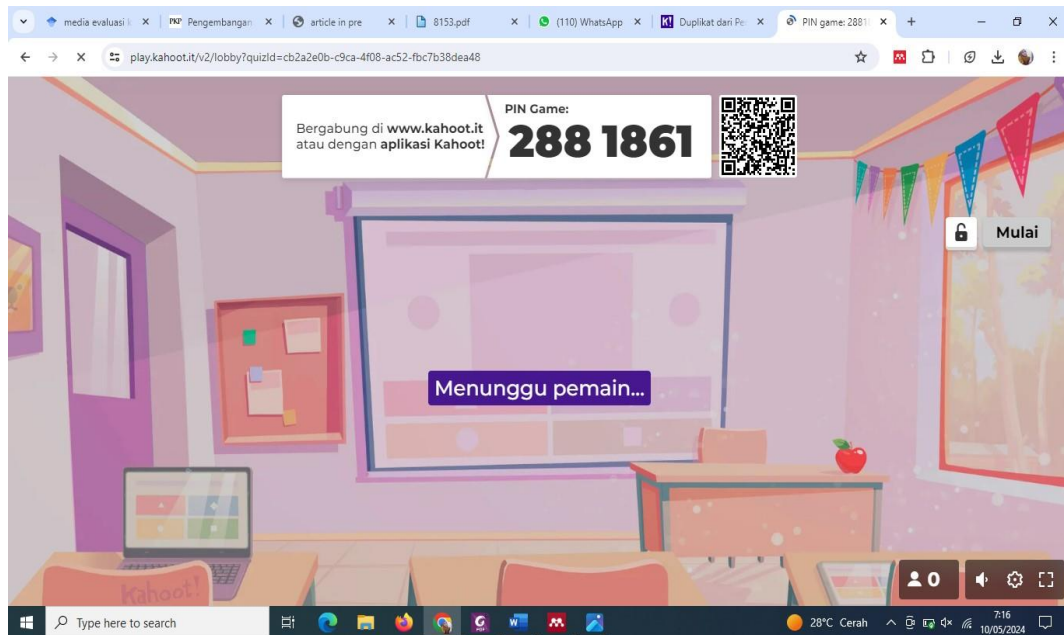 media evaluasi k
PKP Pengembangan
article in pre
8153.pdf
(110) WhatsApp
K! Duplikat dari Pe
PIN game: 2881
play.kahoot.it/v2/lobby?quizId=cb2a2e0b-c9ca-4f08-ac52-fbc7b38dea48
Bergabung di www.kahoot.it
atau dengan aplikasi Kahoot!
PIN Game:
288 1861
Mulai
Menunggu pemain...
Kahoot!
0
Type here to search
28°C Cerah
7:16
10/05/2024